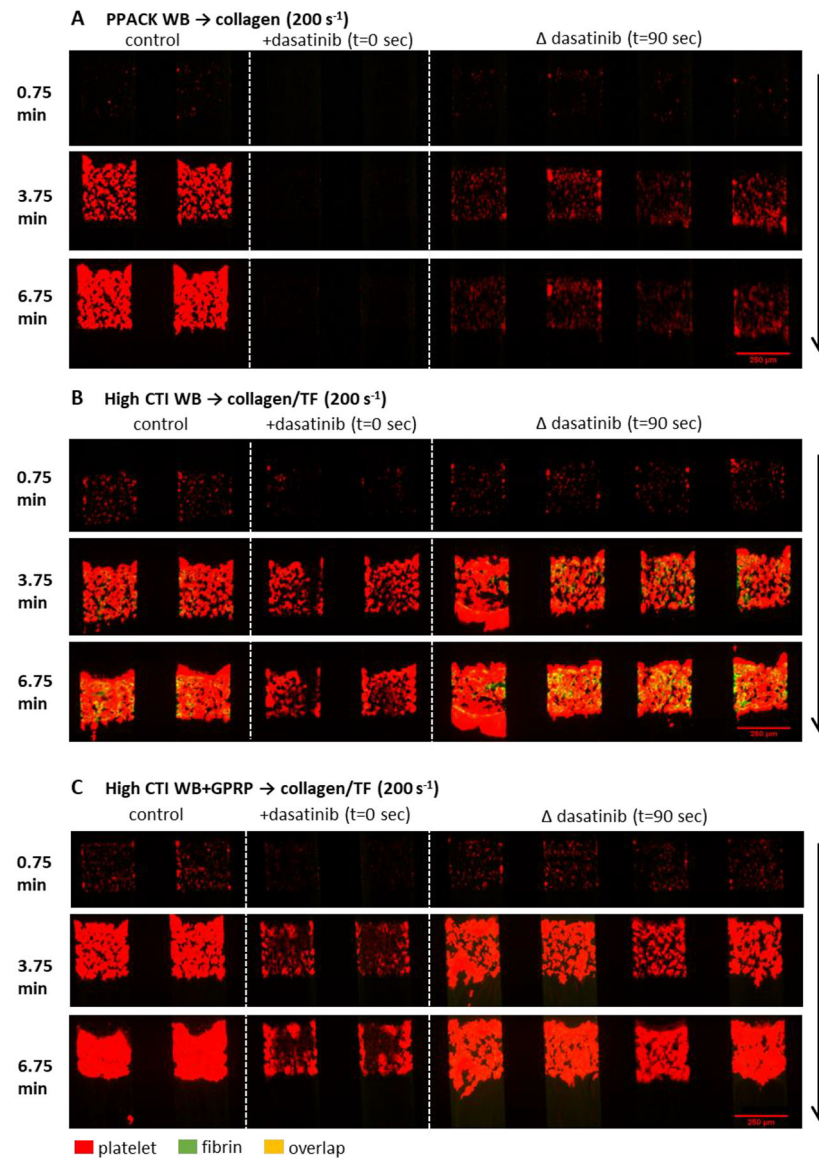 A PPACK WB → collagen (200 s⁻¹)
control +dasatinib (t=0 sec) Δ dasatinib (t=90 sec)
0.75 min
3.75 min
6.75 min
250 µm
B High CTI WB → collagen/TF (200 s⁻¹)
control +dasatinib (t=0 sec) Δ dasatinib (t=90 sec)
0.75 min
3.75 min
6.75 min
250 µm
C High CTI WB+GPRP → collagen/TF (200 s⁻¹)
control +dasatinib (t=0 sec) Δ dasatinib (t=90 sec)
0.75 min
3.75 min
6.75 min
250 µm
platelet fibrin overlap